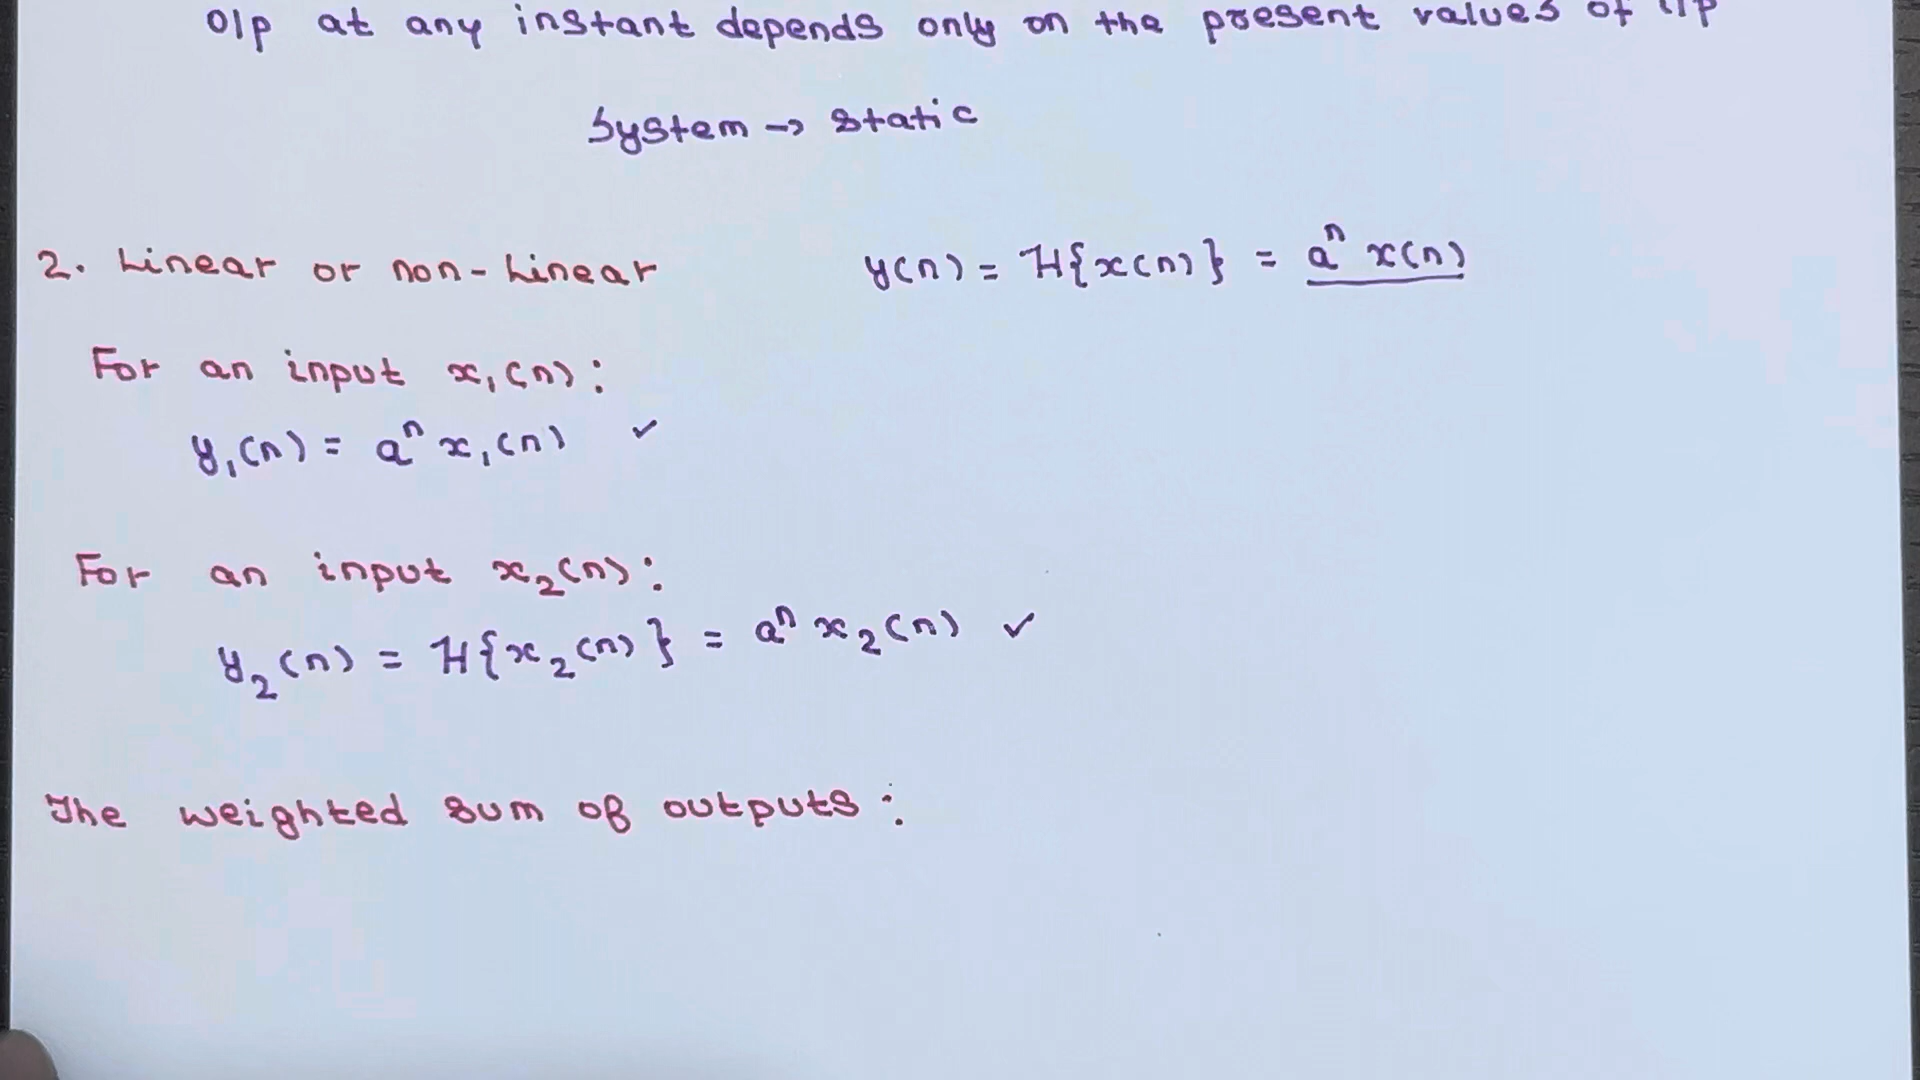 O/p at any instant depends only on the present values of i/p
System → static
2. Linear or non-Linear y(n) = H{x(n)} = aⁿ x(n)
For an input x₁(n):
y₁(n) = aⁿ x₁(n) ✓
For an input x₂(n):
y₂(n) = H{x₂(n)} = aⁿ x₂(n) ✓
The weighted sum of outputs: